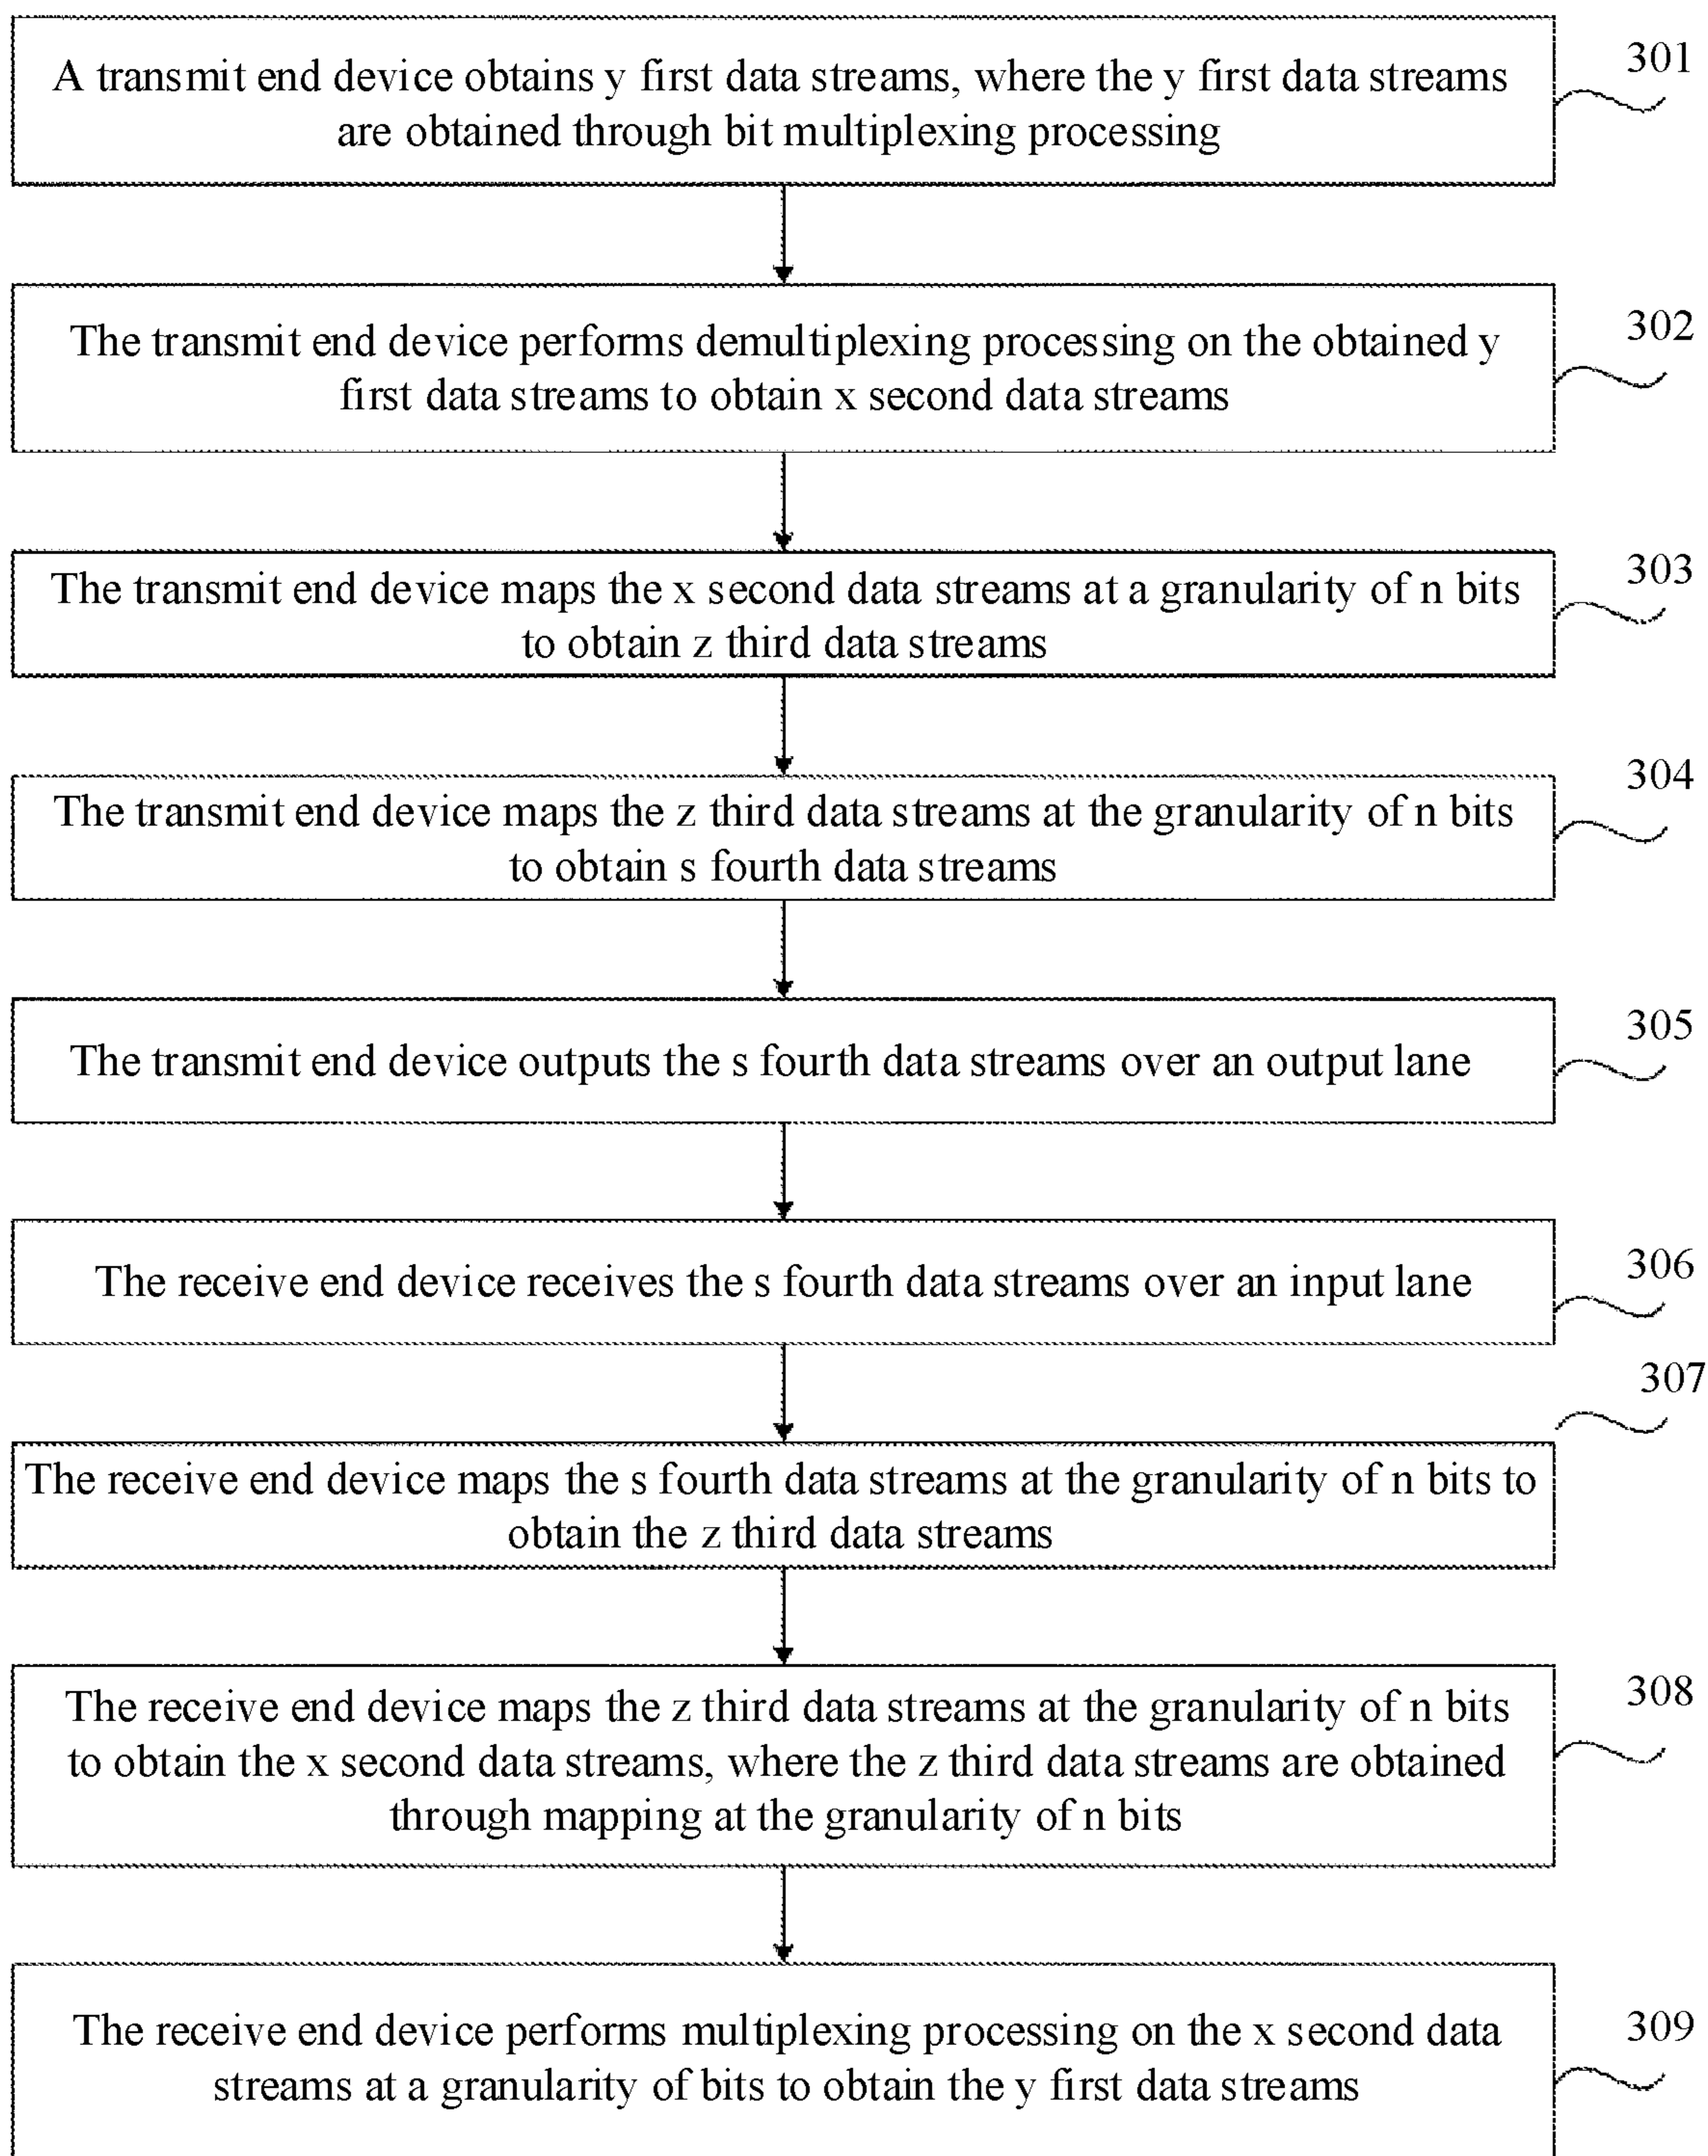 A transmit end device obtains y first data streams, where the y first data streams
are obtained through bit multiplexing processing
301
The transmit end device performs demultiplexing processing on the obtained y
first data streams to obtain x second data streams
302
The transmit end device maps the x second data streams at a granularity of n bits
to obtain z third data streams
303
The transmit end device maps the z third data streams at the granularity of n bits
to obtain s fourth data streams
304
The transmit end device outputs the s fourth data streams over an output lane
305
The receive end device receives the s fourth data streams over an input lane
306
307
The receive end device maps the s fourth data streams at the granularity of n bits to
obtain the z third data streams
The receive end device maps the z third data streams at the granularity of n bits
to obtain the x second data streams, where the z third data streams are obtained
through mapping at the granularity of n bits
308
The receive end device performs multiplexing processing on the x second data
streams at a granularity of bits to obtain the y first data streams
309